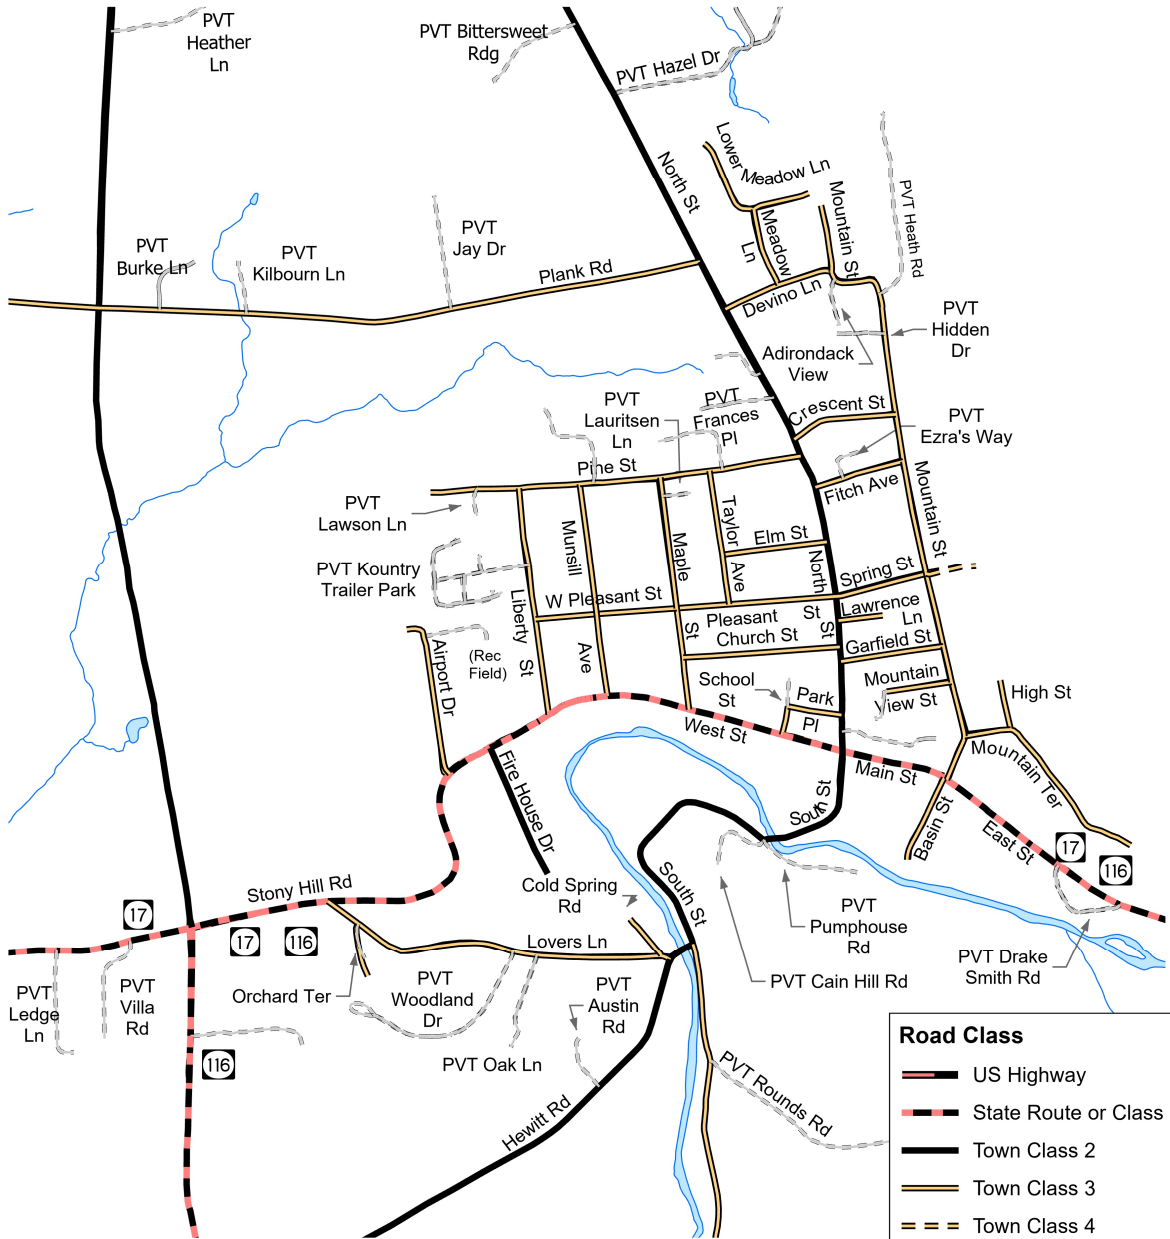 PVT
Heather
Ln
PVT Bittersweet
Rdg
PVT Hazel Dr
North St
Lower Meadow Ln
Mountain St
PVT Heath Rd
Meadow
Ln
PVT
Burke Ln
PVT
Kilbourn Ln
PVT
Jay Dr
Plank Rd
Devino Ln
PVT
Hidden
Dr
Adirondack
View
PVT
Lauritsen
Ln
PVT
Frances
Pl
Crescent St
PVT
Ezra's Way
Pine St
Fitch Ave
Mountain St
PVT
Lawson Ln
Munsill
Ave
Maple
St
Taylor
Ave
Elm St
North
St
PVT Kountry
Trailer Park
Liberty
St
W Pleasant St
Pleasant
St
Spring St
Lawrence
Ln
Church St
Garfield St
Airport Dr
(Rec
Field)
School
St
Park
Pl
Mountain
View St
High St
West St
Main St
Mountain Ter
Fire House Dr
South St
Basin St
East St
17
116
Stony Hill Rd
Cold Spring
Rd
South St
17
17
116
Lovers Ln
PVT
Pumphouse
Rd
PVT Drake
Smith Rd
PVT Cain Hill Rd
PVT
Ledge
Ln
PVT
Villa
Rd
Orchard Ter
PVT
Woodland
Dr
PVT
Austin
Rd
PVT Oak Ln
116
PVT Rounds Rd
Hewitt Rd
Road Class
US Highway
State Route or Class
Town Class 2
Town Class 3
Town Class 4